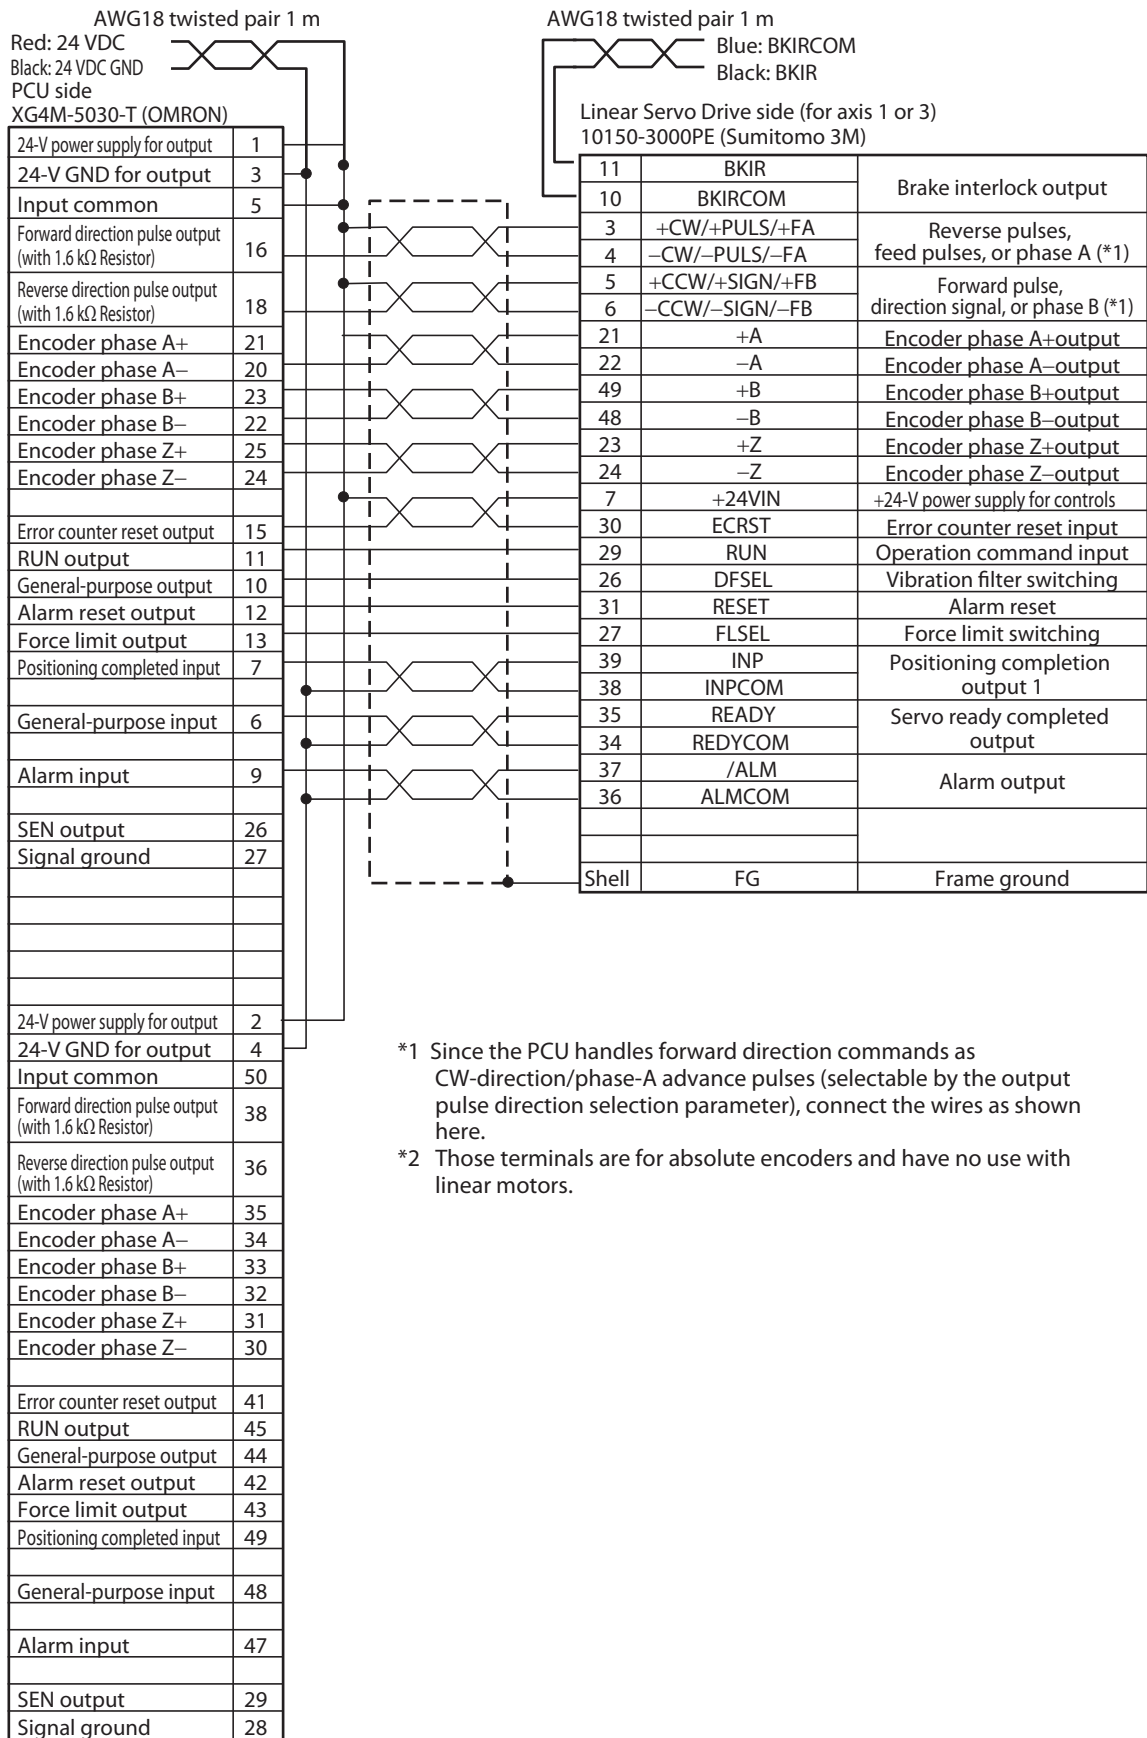 AWG18 twisted pair 1 m
Red: 24 VDC
Black: 24 VDC GND
PCU side
XG4M-5030-T (OMRON)
24-V power supply for output 1
24-V GND for output 3
Input common 5
Forward direction pulse output
(with 1.6 kΩ Resistor) 16
Reverse direction pulse output
(with 1.6 kΩ Resistor) 18
Encoder phase A+ 21
Encoder phase A− 20
Encoder phase B+ 23
Encoder phase B− 22
Encoder phase Z+ 25
Encoder phase Z− 24
Error counter reset output 15
RUN output 11
General-purpose output 10
Alarm reset output 12
Force limit output 13
Positioning completed input 7
General-purpose input 6
Alarm input 9
SEN output 26
Signal ground 27
24-V power supply for output 2
24-V GND for output 4
Input common 50
Forward direction pulse output
(with 1.6 kΩ Resistor) 38
Reverse direction pulse output
(with 1.6 kΩ Resistor) 36
Encoder phase A+ 35
Encoder phase A− 34
Encoder phase B+ 33
Encoder phase B− 32
Encoder phase Z+ 31
Encoder phase Z− 30
Error counter reset output 41
RUN output 45
General-purpose output 44
Alarm reset output 42
Force limit output 43
Positioning completed input 49
General-purpose input 48
Alarm input 47
SEN output 29
Signal ground 28
AWG18 twisted pair 1 m
Blue: BKIRCOM
Black: BKIR
Linear Servo Drive side (for axis 1 or 3)
10150-3000PE (Sumitomo 3M)
11 BKIR
Brake interlock output
10 BKIRCOM
3 +CW/+PULS/+FA Reverse pulses,
4 −CW/−PULS/−FA feed pulses, or phase A (*1)
5 +CCW/+SIGN/+FB Forward pulse,
6 −CCW/−SIGN/−FB direction signal, or phase B (*1)
21 +A Encoder phase A+output
22 −A Encoder phase A−output
49 +B Encoder phase B+output
48 −B Encoder phase B−output
23 +Z Encoder phase Z+output
24 −Z Encoder phase Z−output
7 +24VIN +24-V power supply for controls
30 ECRST Error counter reset input
29 RUN Operation command input
26 DFSEL Vibration filter switching
31 RESET Alarm reset
27 FLSEL Force limit switching
39 INP Positioning completion
38 INPCOM output 1
35 READY Servo ready completed
34 REDYCOM output
37 /ALM
Alarm output
36 ALMCOM
Shell FG Frame ground
*1 Since the PCU handles forward direction commands as
CW-direction/phase-A advance pulses (selectable by the output
pulse direction selection parameter), connect the wires as shown
here.
*2 Those terminals are for absolute encoders and have no use with
linear motors.